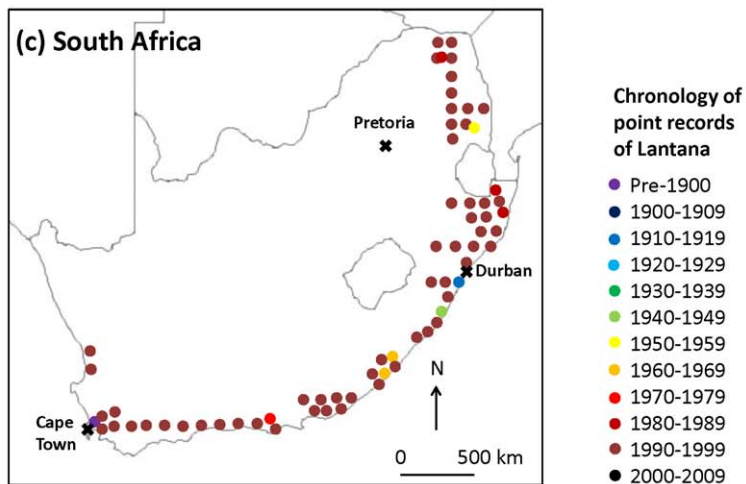 (c) South Africa
Pretoria
Durban
Cape
Town
N
0 500 km
Chronology of
point records
of Lantana
Pre-1900
1900-1909
1910-1919
1920-1929
1930-1939
1940-1949
1950-1959
1960-1969
1970-1979
1980-1989
1990-1999
2000-2009